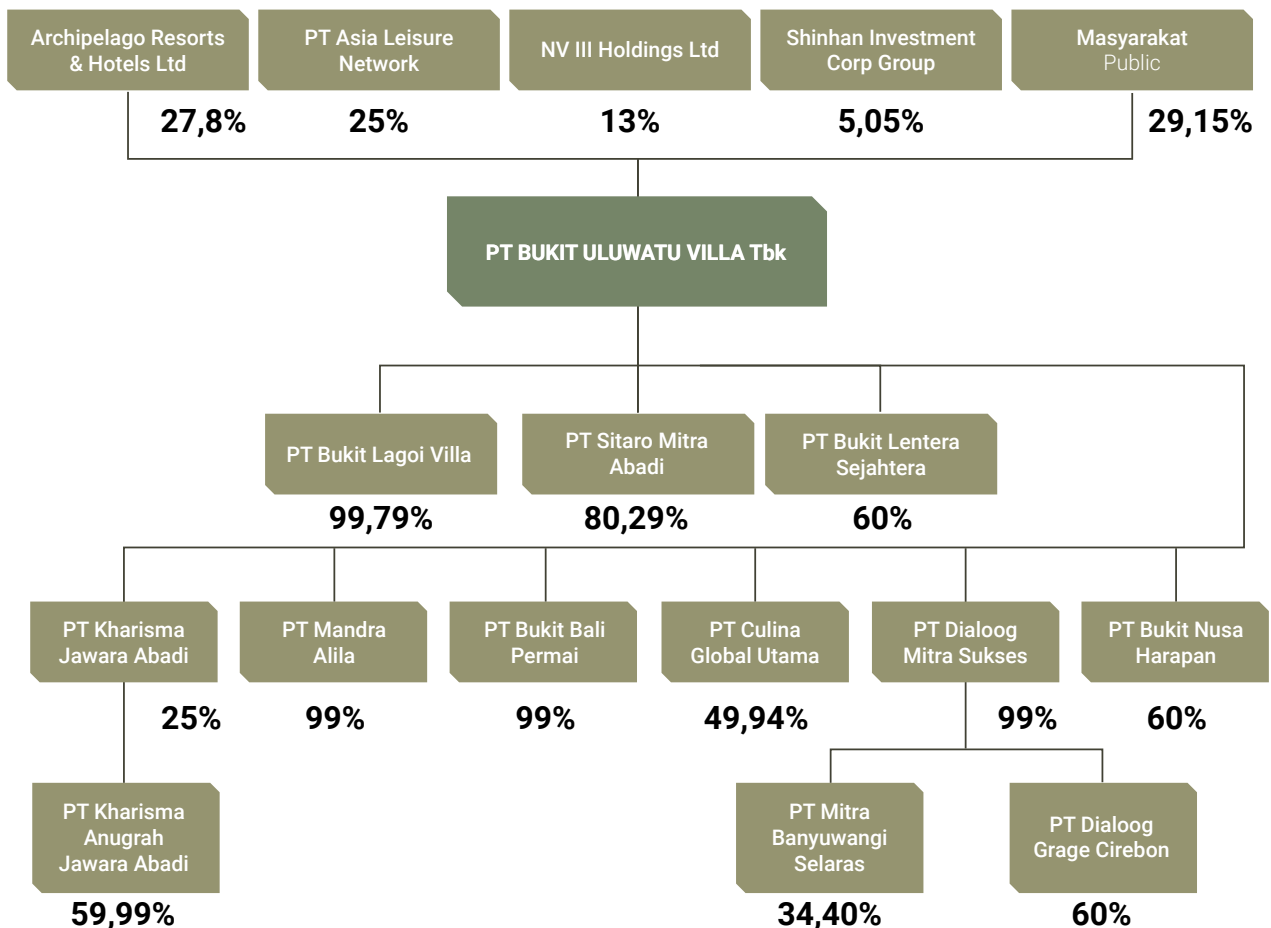 Archipelago Resorts
& Hotels Ltd
PT Asia Leisure
Network
NV III Holdings Ltd
Shinhan Investment
Corp Group
Masyarakat
Public
27,8%
25%
13%
5,05%
29,15%
PT BUKIT ULUWATU VILLA Tbk
PT Bukit Lagoi Villa
PT Sitaro Mitra
Abadi
PT Bukit Lentera
Sejahtera
99,79%
80,29%
60%
PT Kharisma
Jawara Abadi
PT Mandra
Alila
PT Bukit Bali
Permai
PT Culina
Global Utama
PT Dialoog
Mitra Sukses
PT Bukit Nusa
Harapan
25%
99%
99%
49,94%
99%
60%
PT Kharisma
Anugrah
Jawara Abadi
PT Mitra
Banyuwangi
Selaras
PT Dialoog
Grage Cirebon
59,99%
34,40%
60%